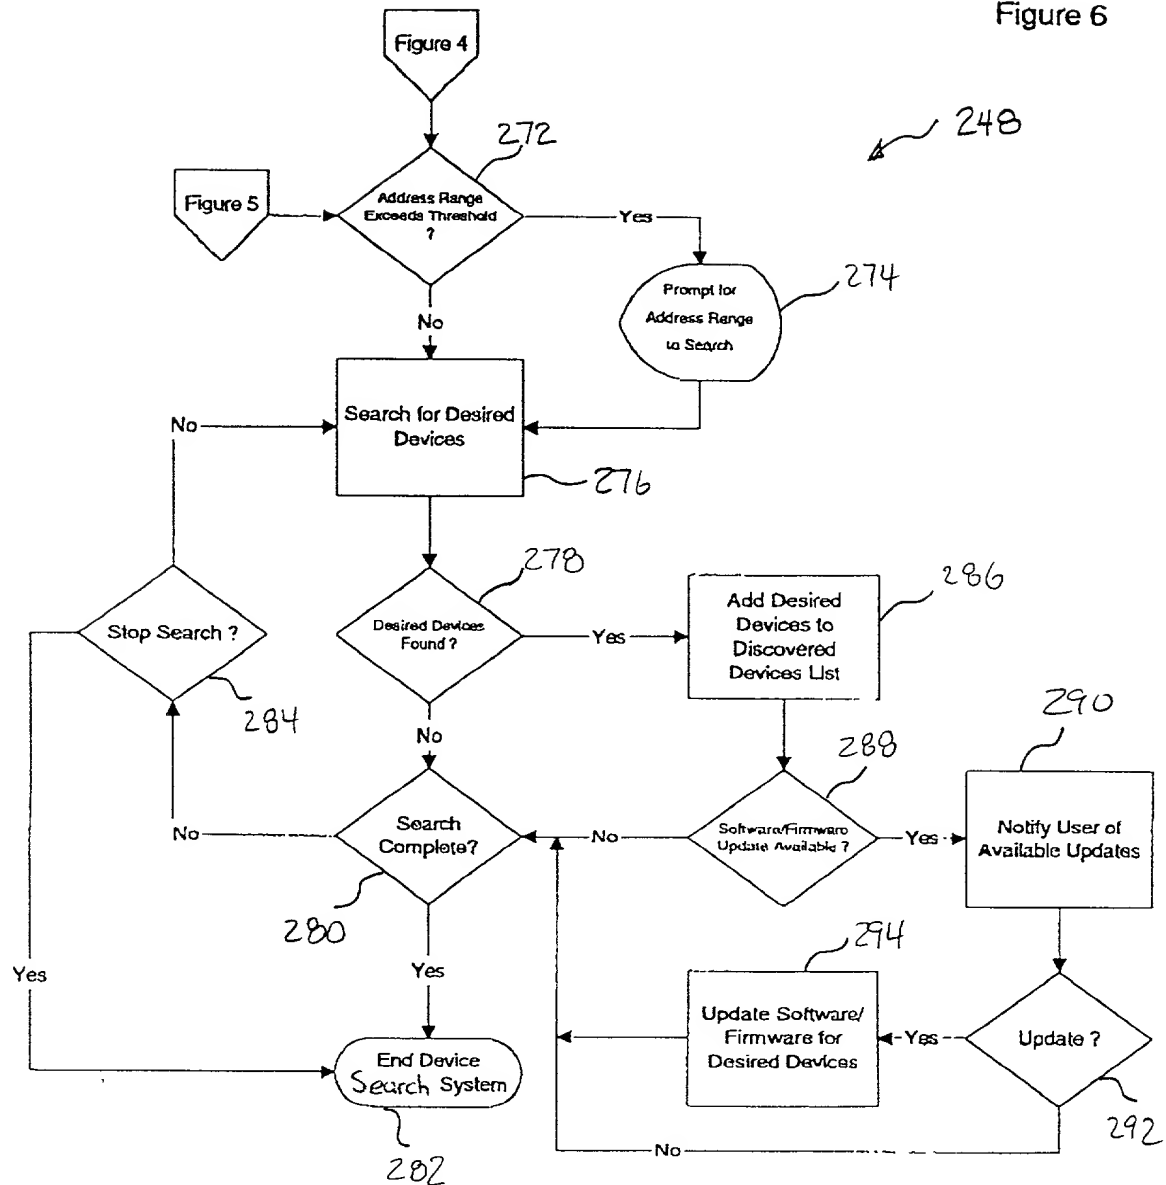 Figure 6
Figure 4
248
272
Figure 5
Address Range
Exceeds Threshold
?
Yes
274
Prompt for
Address Range
to Search
No
No
Search for Desired
Devices
276
278
286
Stop Search ?
Desired Devices
Found ?
Yes
Add Desired
Devices to
Discovered
Devices List
284
No
290
288
No
Search
Complete?
No
Software/Firmware
Update Available ?
Yes
Notify User of
Available Updates
280
294
Yes
Yes
Update Software/
Firmware for
Desired Devices
Yes
Update ?
End Device
Search System
292
No
282